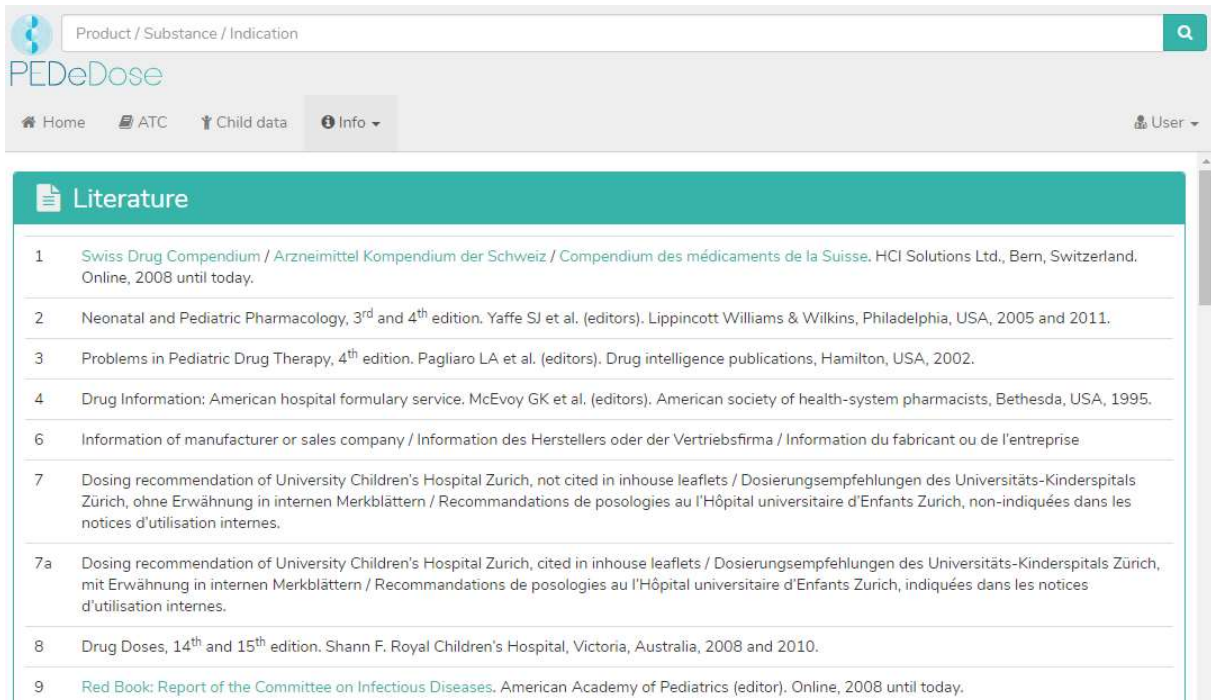 Product / Substance / Indication
PEDeDose
Home ATC Child data Info User
Literature
1 Swiss Drug Compendium / Arzneimittel Kompendium der Schweiz / Compendium des médicaments de la Suisse. HCI Solutions Ltd., Bern, Switzerland.
Online, 2008 until today.
2 Neonatal and Pediatric Pharmacology, 3rd and 4th edition. Yaffe SJ et al. (editors). Lippincott Williams & Wilkins, Philadelphia, USA, 2005 and 2011.
3 Problems in Pediatric Drug Therapy, 4th edition. Pagliaro LA et al. (editors). Drug intelligence publications, Hamilton, USA, 2002.
4 Drug Information: American hospital formulary service. McEvoy GK et al. (editors). American society of health-system pharmacists, Bethesda, USA, 1995.
6 Information of manufacturer or sales company / Information des Herstellers oder der Vertriebsfirma / Information du fabricant ou de l'entreprise
7 Dosing recommendation of University Children's Hospital Zurich, not cited in inhouse leaflets / Dosierungsempfehlungen des Universitäts-Kinderspitals
Zürich, ohne Erwähnung in internen Merkblättern / Recommandations de posologies au l'Hôpital universitaire d'Enfants Zurich, non-indiquées dans les
notices d'utilisation internes.
7a Dosing recommendation of University Children's Hospital Zurich, cited in inhouse leaflets / Dosierungsempfehlungen des Universitäts-Kinderspitals Zürich,
mit Erwähnung in internen Merkblättern / Recommandations de posologies au l'Hôpital universitaire d'Enfants Zurich, indiquées dans les notices
d'utilisation internes.
8 Drug Doses, 14th and 15th edition. Shann F. Royal Children's Hospital, Victoria, Australia, 2008 and 2010.
9 Red Book: Report of the Committee on Infectious Diseases. American Academy of Pediatrics (editor). Online, 2008 until today.